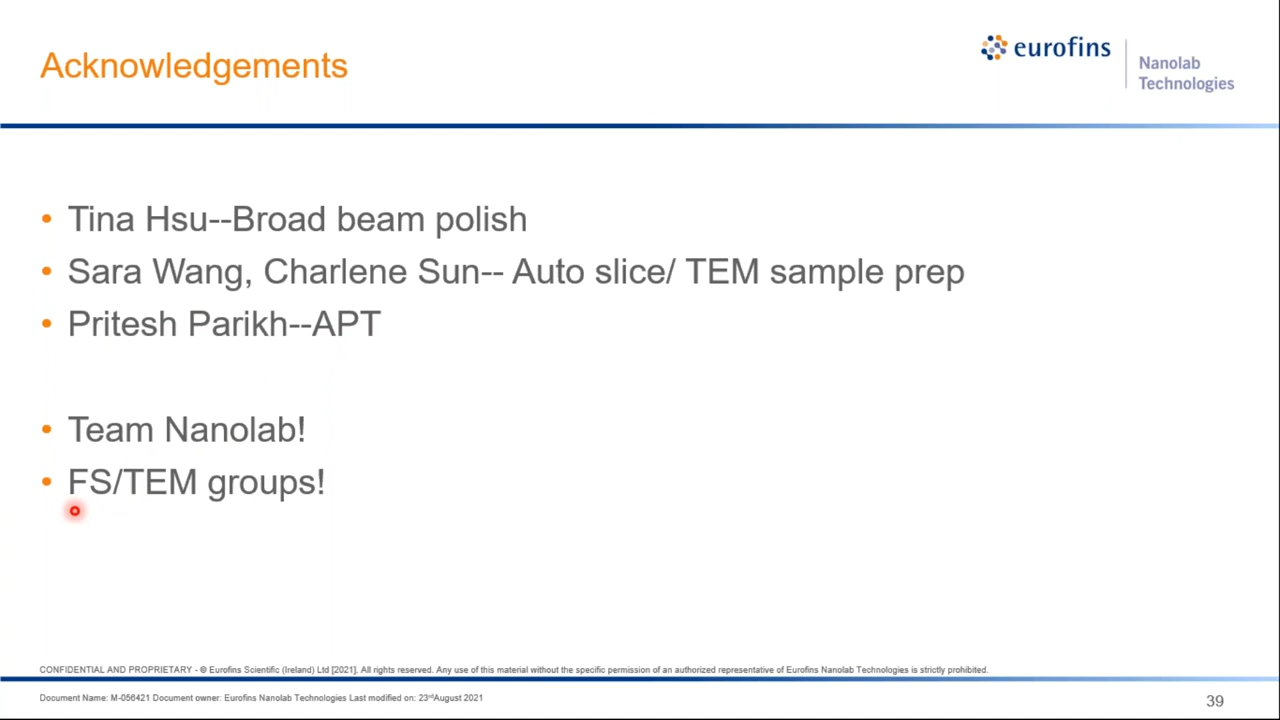 Acknowledgements
eurofins
Nanolab
Technologies
• Tina Hsu--Broad beam polish
• Sara Wang, Charlene Sun-- Auto slice/ TEM sample prep
• Pritesh Parikh--APT
• Team Nanolab!
• FS/TEM groups!
CONFIDENTIAL AND PROPRIETARY - © Eurofins Scientific (Ireland) Ltd [2021]. All rights reserved. Any use of this material without the specific permission of an authorized representative of Eurofins Nanolab Technologies is strictly prohibited.
Document Name: M-056421 Document owner: Eurofins Nanolab Technologies Last modified on: 23rdAugust 2021
39